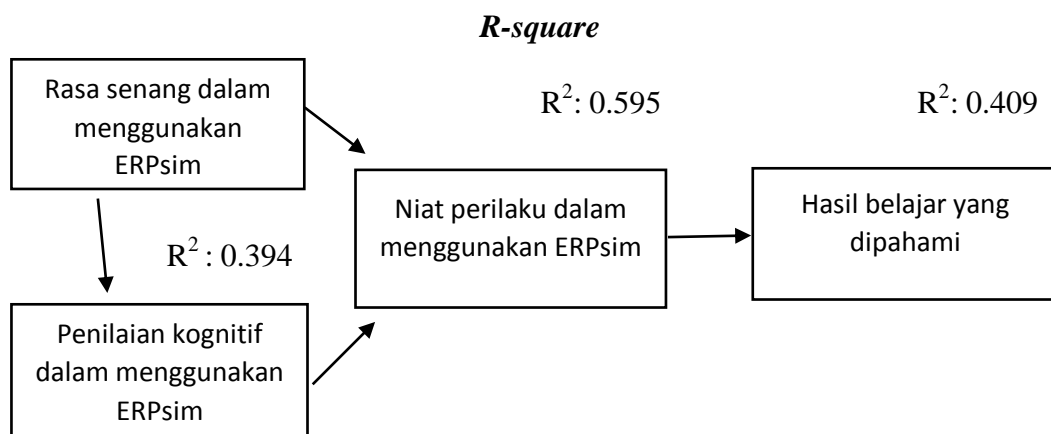 R-square
Rasa senang dalam
menggunakan
ERPsim
R²: 0.595
R²: 0.409
Niat perilaku dalam
menggunakan ERPsim
Hasil belajar yang
dipahami
R² : 0.394
Penilaian kognitif
dalam menggunakan
ERPsim